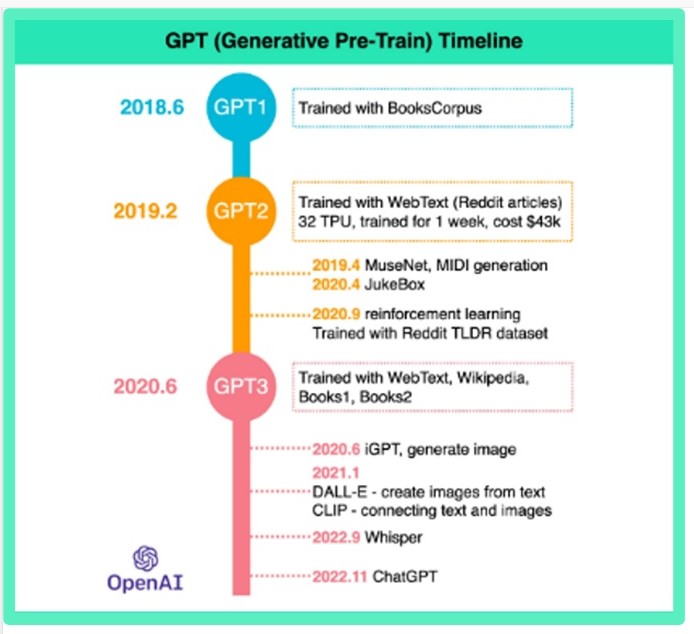 GPT (Generative Pre-Train) Timeline
2018.6
GPT1
Trained with BooksCorpus
2019.2
GPT2
Trained with WebText (Reddit articles)
32 TPU, trained for 1 week, cost $43k
2019.4 MuseNet, MIDI generation
2020.4 JukeBox
2020.9 reinforcement learning
Trained with Reddit TLDR dataset
2020.6
GPT3
Trained with WebText, Wikipedia,
Books1, Books2
2020.6 iGPT, generate image
2021.1
DALL-E - create images from text
CLIP - connecting text and images
2022.9 Whisper
2022.11 ChatGPT
OpenAI